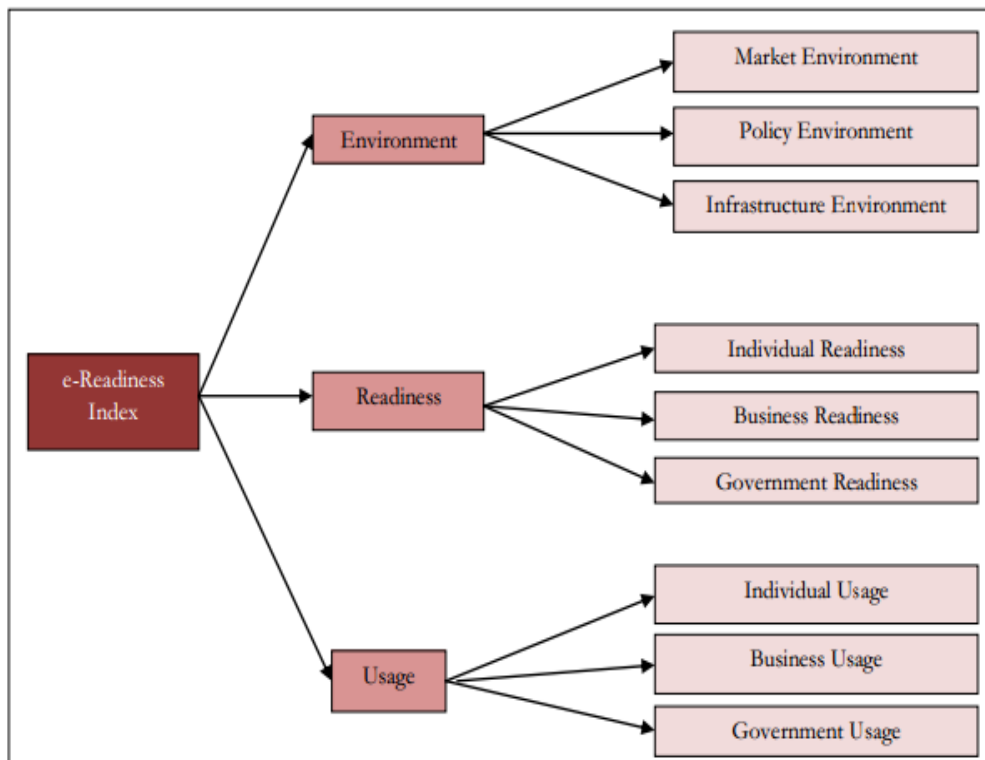 Market Environment
Environment
Policy Environment
Infrastructure Environment
e-Readiness
Index
Readiness
Individual Readiness
Business Readiness
Government Readiness
Usage
Individual Usage
Business Usage
Government Usage